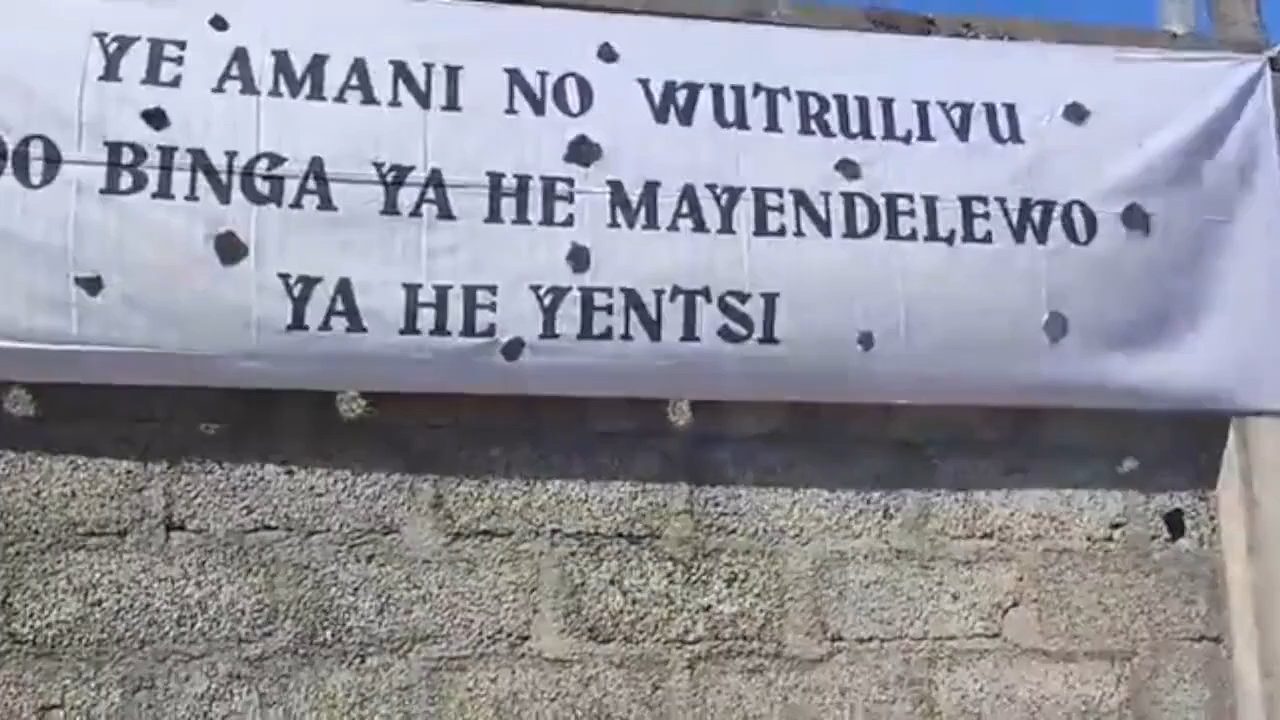 YE AMANI NO WUTRULIVU
BINGA YA HE MAYENDELEWO
YA HE YENTSI